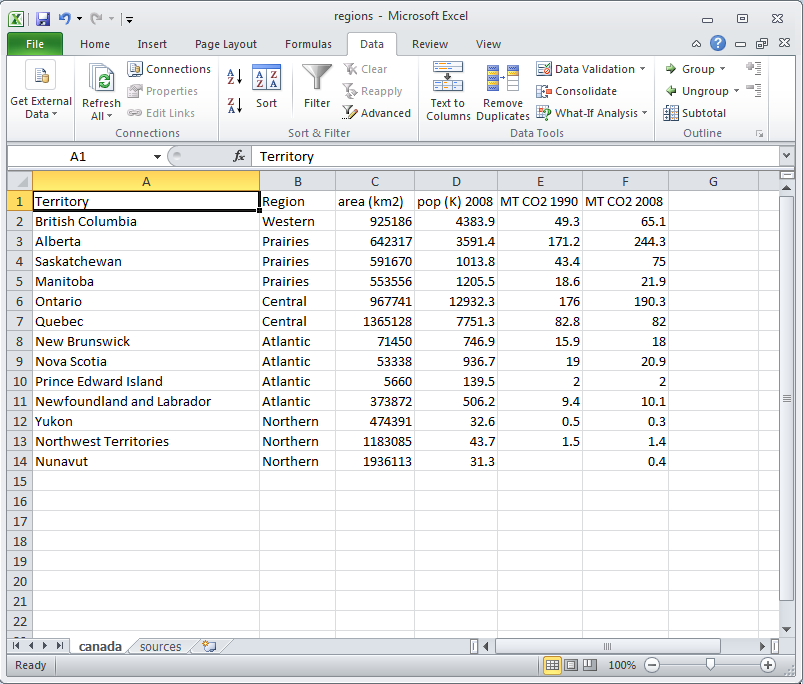 regions - Microsoft Excel
File Home Insert Page Layout Formulas Data Review View
Get External Data
Refresh All
Connections
Properties
Edit Links
Connections
A Z
Z A
Sort
Filter
Clear
Reapply
Advanced
Sort & Filter
Text to Columns
Remove Duplicates
Data Validation
Consolidate
What-If Analysis
Data Tools
Group
Ungroup
Subtotal
Outline
A1 fx Territory
A B C D E F G
1 Territory Region area (km2) pop (K) 2008 MT CO2 1990 MT CO2 2008
2 British Columbia Western 925186 4383.9 49.3 65.1
3 Alberta Prairies 642317 3591.4 171.2 244.3
4 Saskatchewan Prairies 591670 1013.8 43.4 75
5 Manitoba Prairies 553556 1205.5 18.6 21.9
6 Ontario Central 967741 12932.3 176 190.3
7 Quebec Central 1365128 7751.3 82.8 82
8 New Brunswick Atlantic 71450 746.9 15.9 18
9 Nova Scotia Atlantic 53338 936.7 19 20.9
10 Prince Edward Island Atlantic 5660 139.5 2 2
11 Newfoundland and Labrador Atlantic 373872 506.2 9.4 10.1
12 Yukon Northern 474391 32.6 0.5 0.3
13 Northwest Territories Northern 1183085 43.7 1.5 1.4
14 Nunavut Northern 1936113 31.3 0.4
15
16
17
18
19
20
21
22
canada sources
Ready 100%